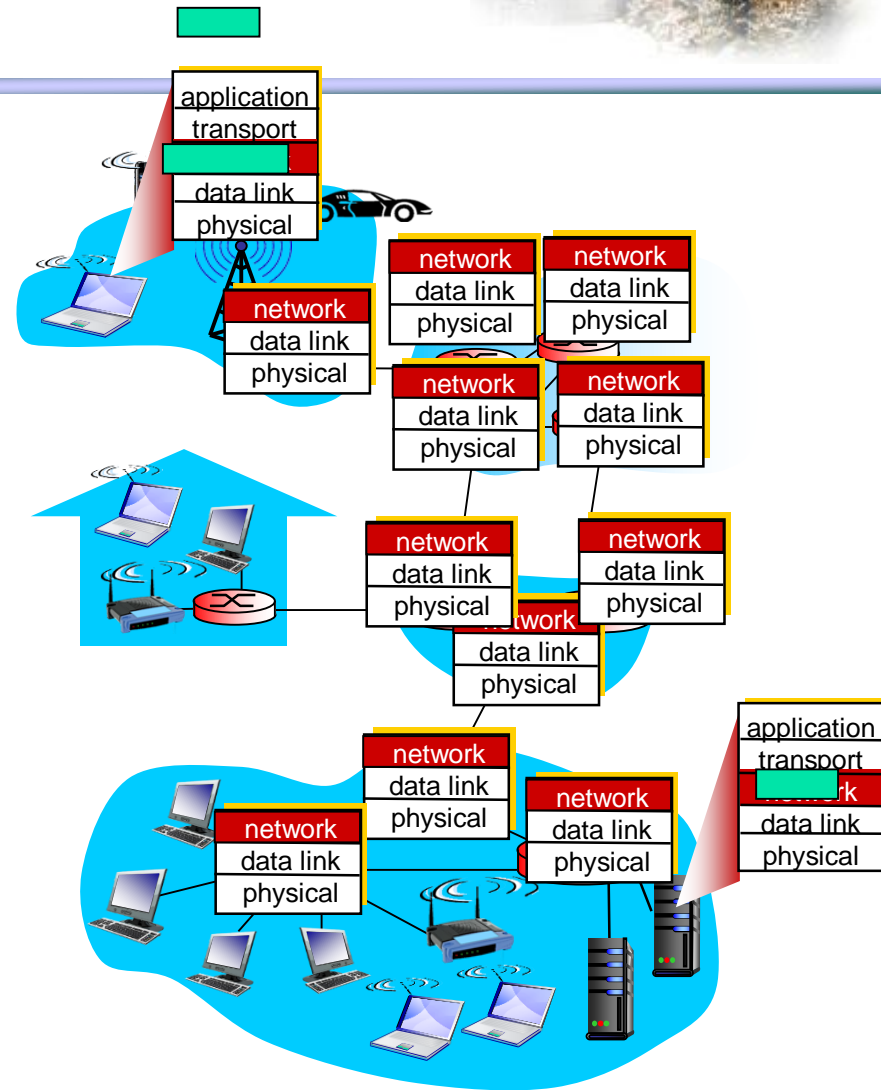 application
transport
data link
physical
network
data link
physical
network
data link
physical
network
data link
physical
network
data link
physical
network
data link
physical
network
data link
physical
network
data link
physical
network
data link
physical
application
transport
data link
physical
network
data link
physical
network
data link
physical
network
data link
physical